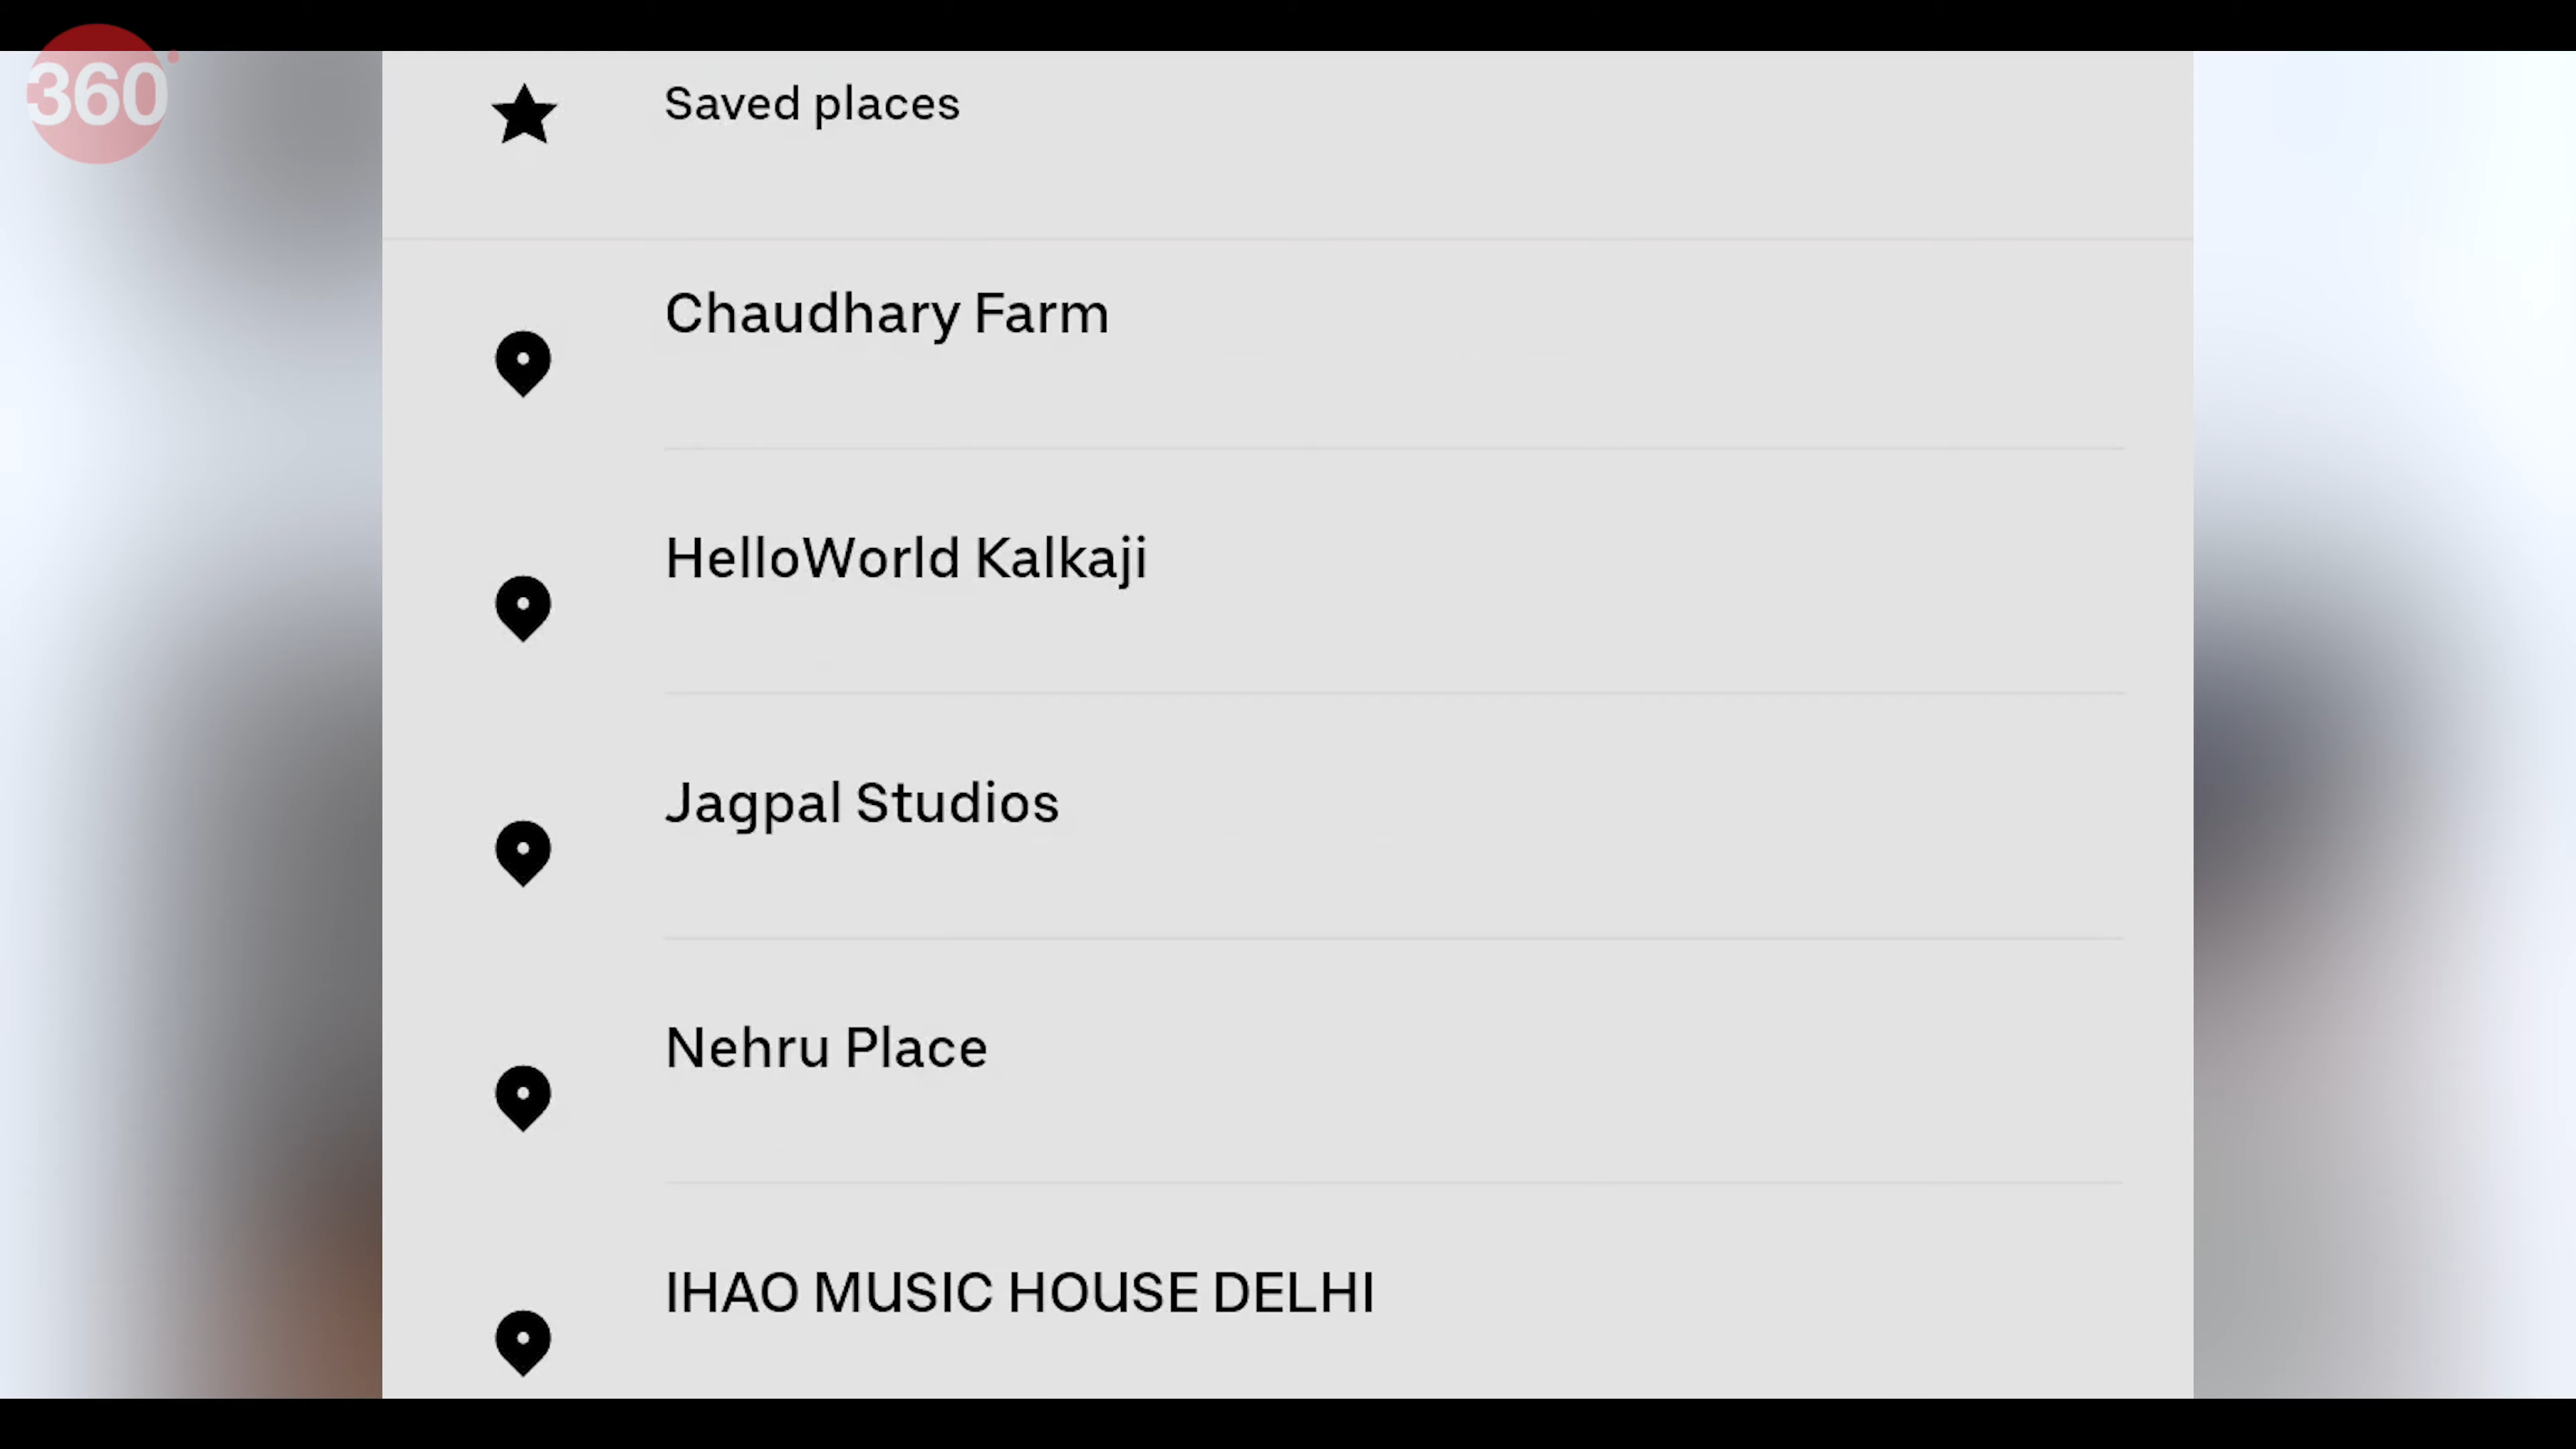 360
Saved places
Chaudhary Farm
HelloWorld Kalkaji
Jagpal Studios
Nehru Place
IHAO MUSIC HOUSE DELHI